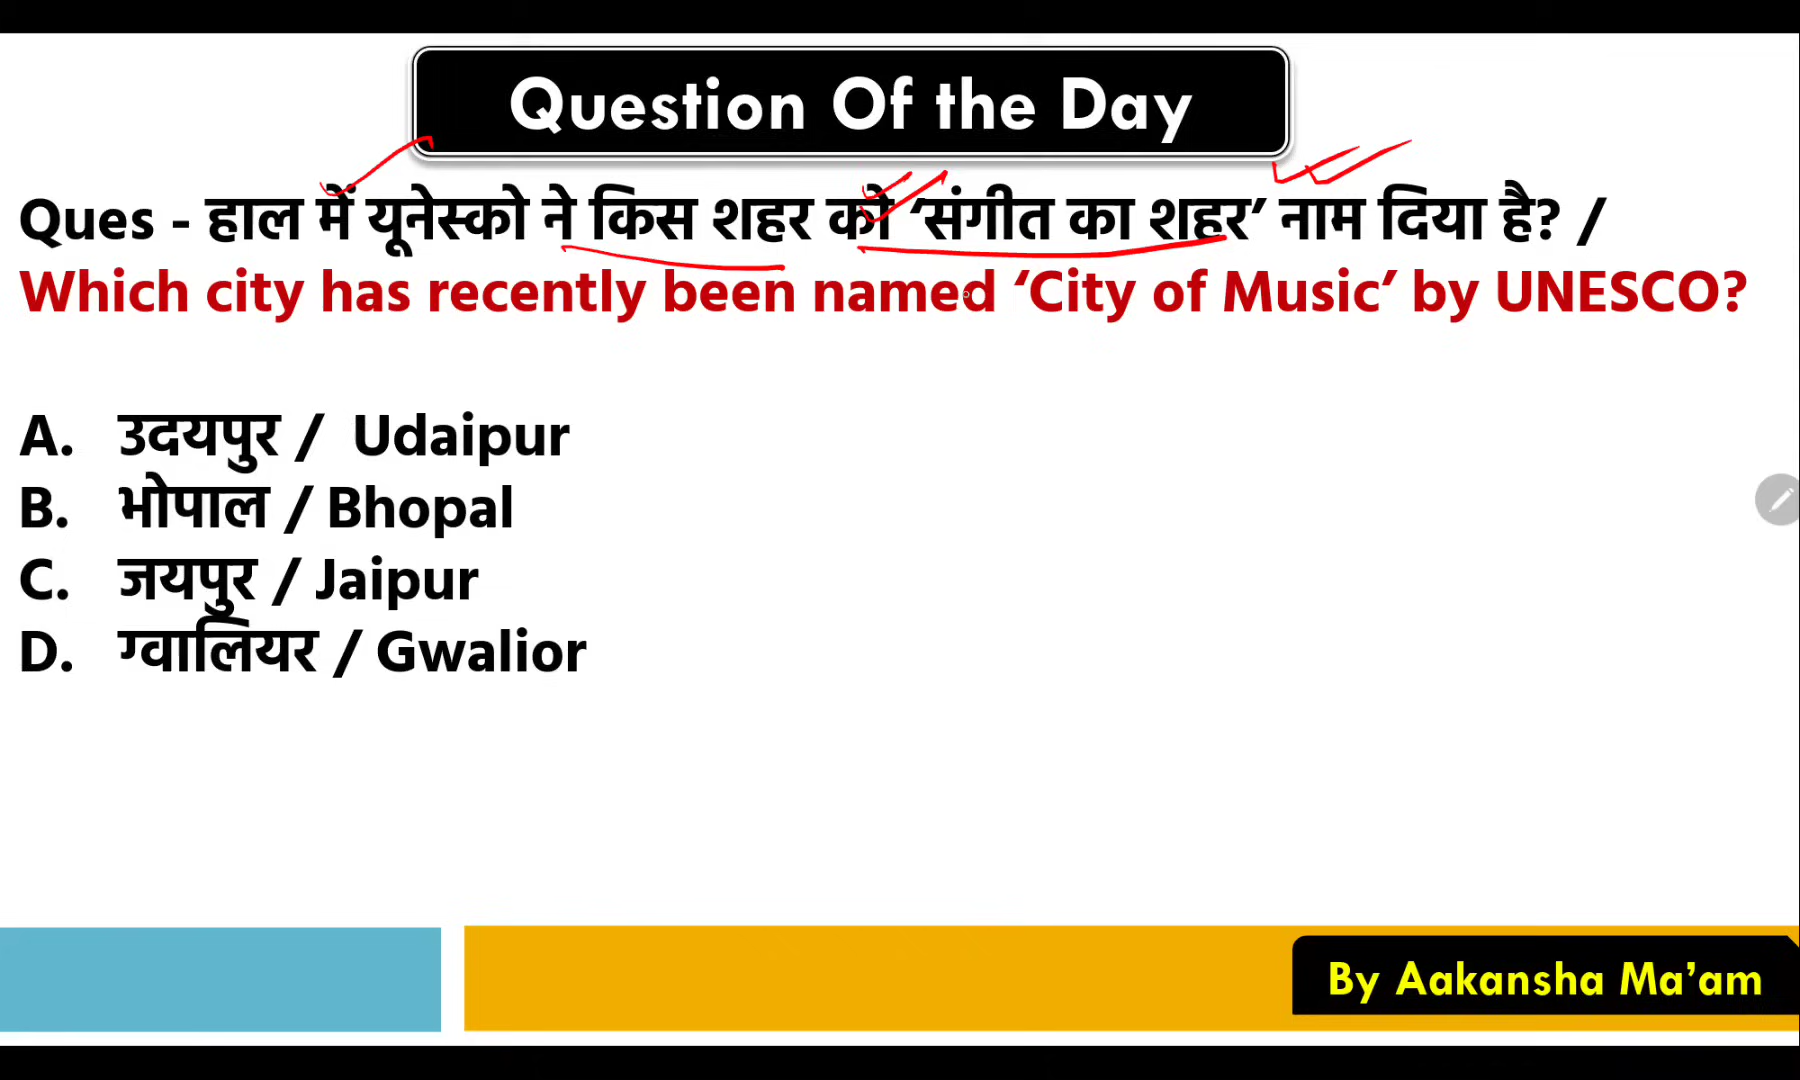 Question Of the Day
Ques - हाल में यूनेस्को ने किस शहर को ‘संगीत का शहर’ नाम दिया है? /
Which city has recently been named ‘City of Music’ by UNESCO?
A. उदयपुर / Udaipur
B. भोपाल / Bhopal
C. जयपुर / Jaipur
D. ग्वालियर / Gwalior
By Aakansha Ma’am